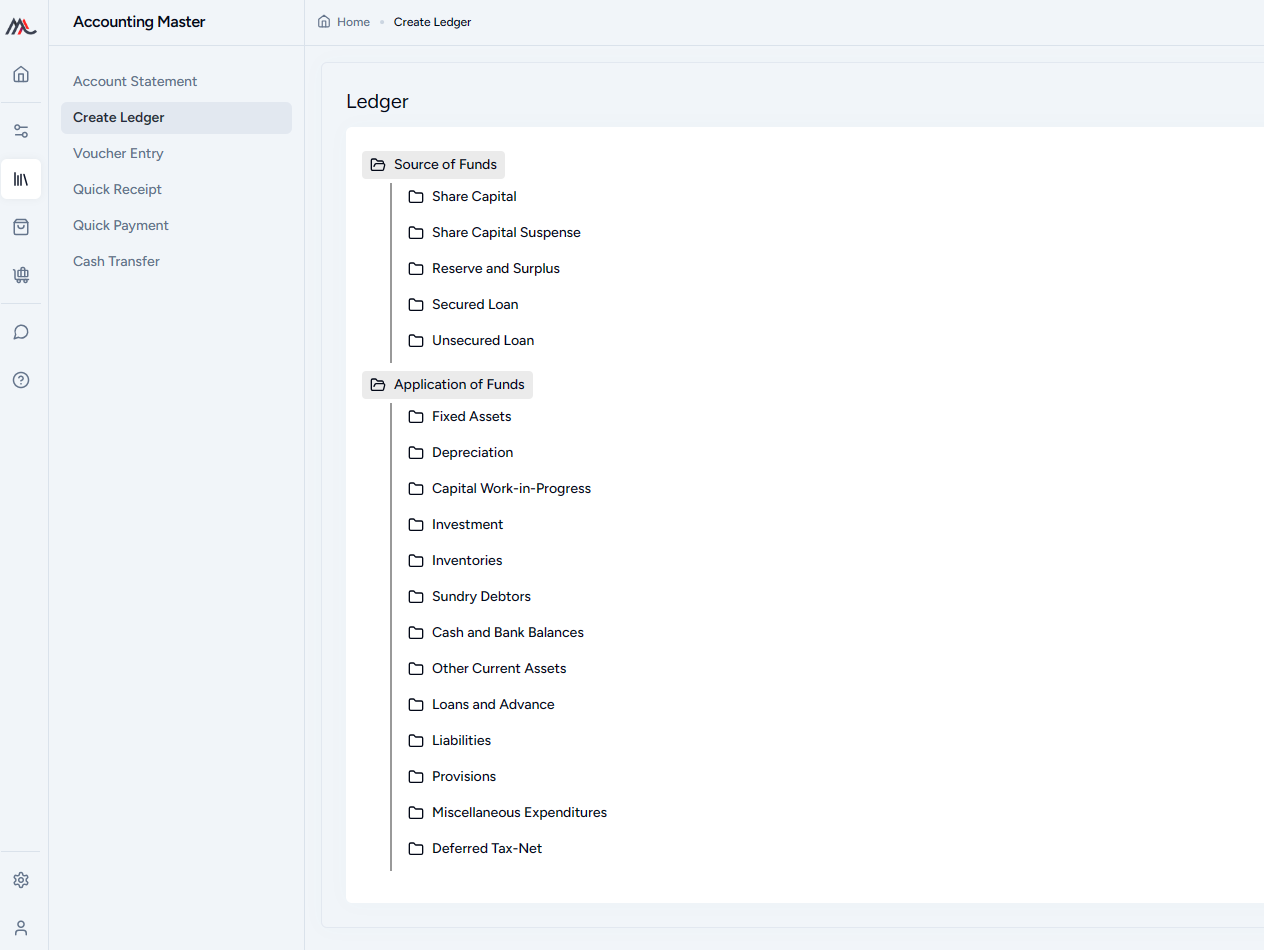 Accounting Master
Account Statement
Create Ledger
Voucher Entry
Quick Receipt
Quick Payment
Cash Transfer
Home • Create Ledger
Ledger
Source of Funds
Share Capital
Share Capital Suspense
Reserve and Surplus
Secured Loan
Unsecured Loan
Application of Funds
Fixed Assets
Depreciation
Capital Work-in-Progress
Investment
Inventories
Sundry Debtors
Cash and Bank Balances
Other Current Assets
Loans and Advance
Liabilities
Provisions
Miscellaneous Expenditures
Deferred Tax-Net